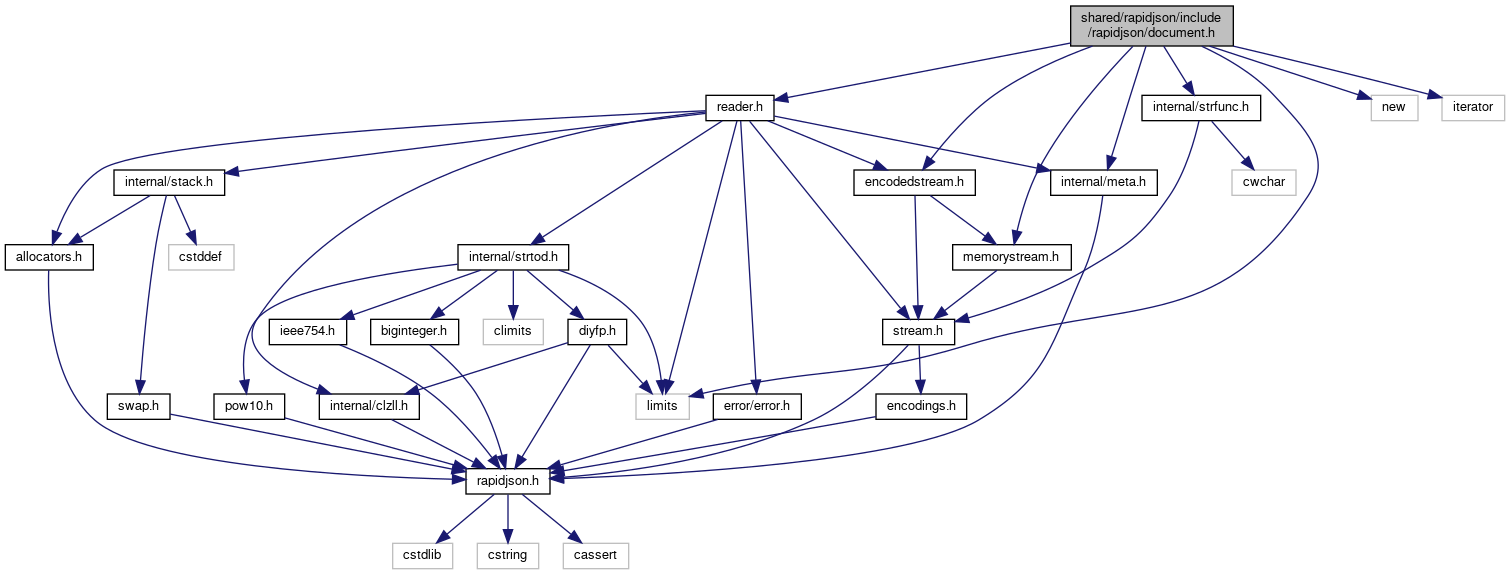 shared/rapidjson/include
/rapidjson/document.h
reader.h
internal/strfunc.h
new
iterator
internal/stack.h
encodedstream.h
internal/meta.h
cwchar
allocators.h
cstddef
internal/strtod.h
memorystream.h
ieee754.h
biginteger.h
climits
diyfp.h
stream.h
swap.h
pow10.h
internal/clzll.h
limits
error/error.h
encodings.h
rapidjson.h
cstdlib
cstring
cassert